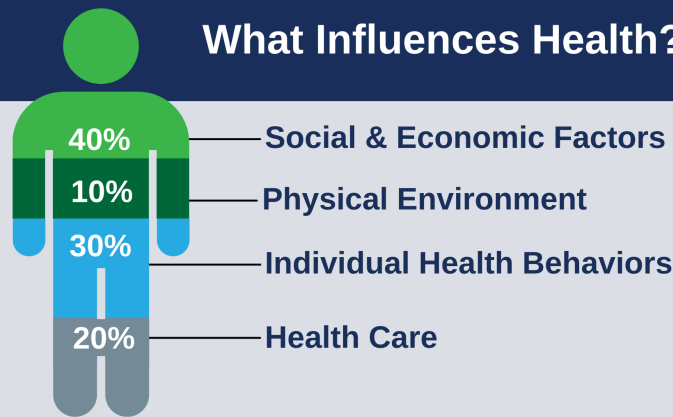 What Influences Health?
40% Social & Economic Factors
10% Physical Environment
30% Individual Health Behaviors
20% Health Care